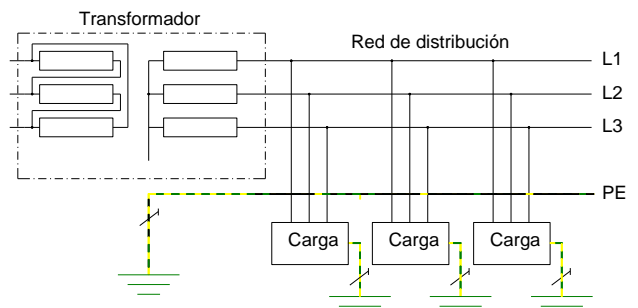 Transformador
Red de distribución
L1
L2
L3
PE
Carga
Carga
Carga